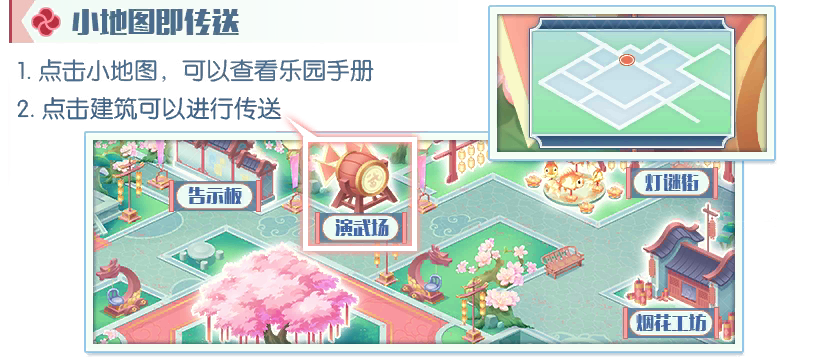 小地图即传送
1. 点击小地图，可以查看乐园手册
2. 点击建筑可以进行传送
告示板
演武场
灯谜街
烟花工坊